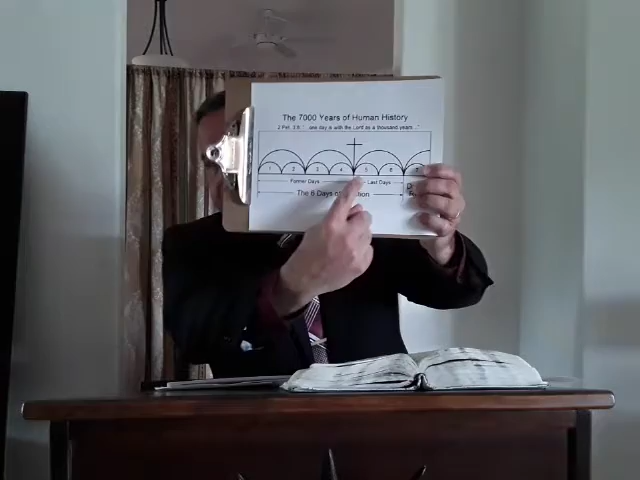 The 7000 Years of Human History
2 Pet. 3:8 "...one day is with the Lord as a thousand years..."
1 2 3 4 5 6 7
Former Days Last Days
The 6 Days of